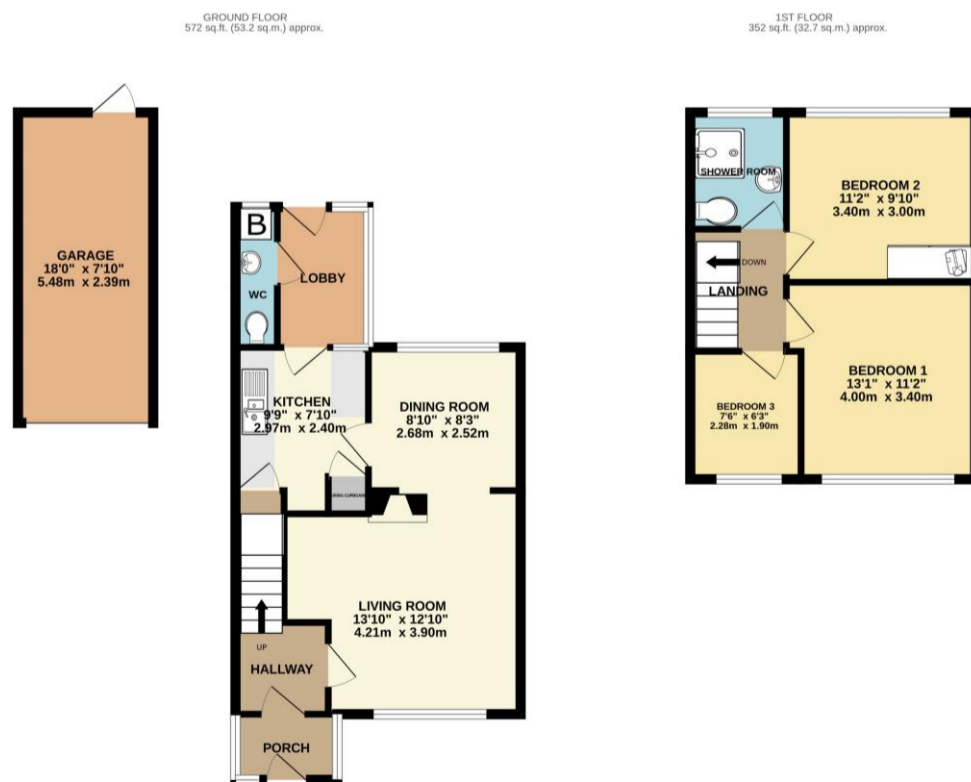 GROUND FLOOR
572 sq.ft. (53.2 sq.m.) approx.
1ST FLOOR
352 sq.ft. (32.7 sq.m.) approx.
GARAGE
18'0" x 7'10"
5.48m x 2.39m
B
WC
LOBBY
KITCHEN
9'9" x 7'10"
2.97m x 2.40m
DINING ROOM
8'10" x 8'3"
2.68m x 2.52m
LIVING ROOM
13'10" x 12'10"
4.21m x 3.90m
UP
HALLWAY
PORCH
SHOWER ROOM
BEDROOM 2
11'2" x 9'10"
3.40m x 3.00m
DOWN
LANDING
BEDROOM 1
13'1" x 11'2"
4.00m x 3.40m
BEDROOM 3
7'6" x 6'3"
2.28m x 1.90m